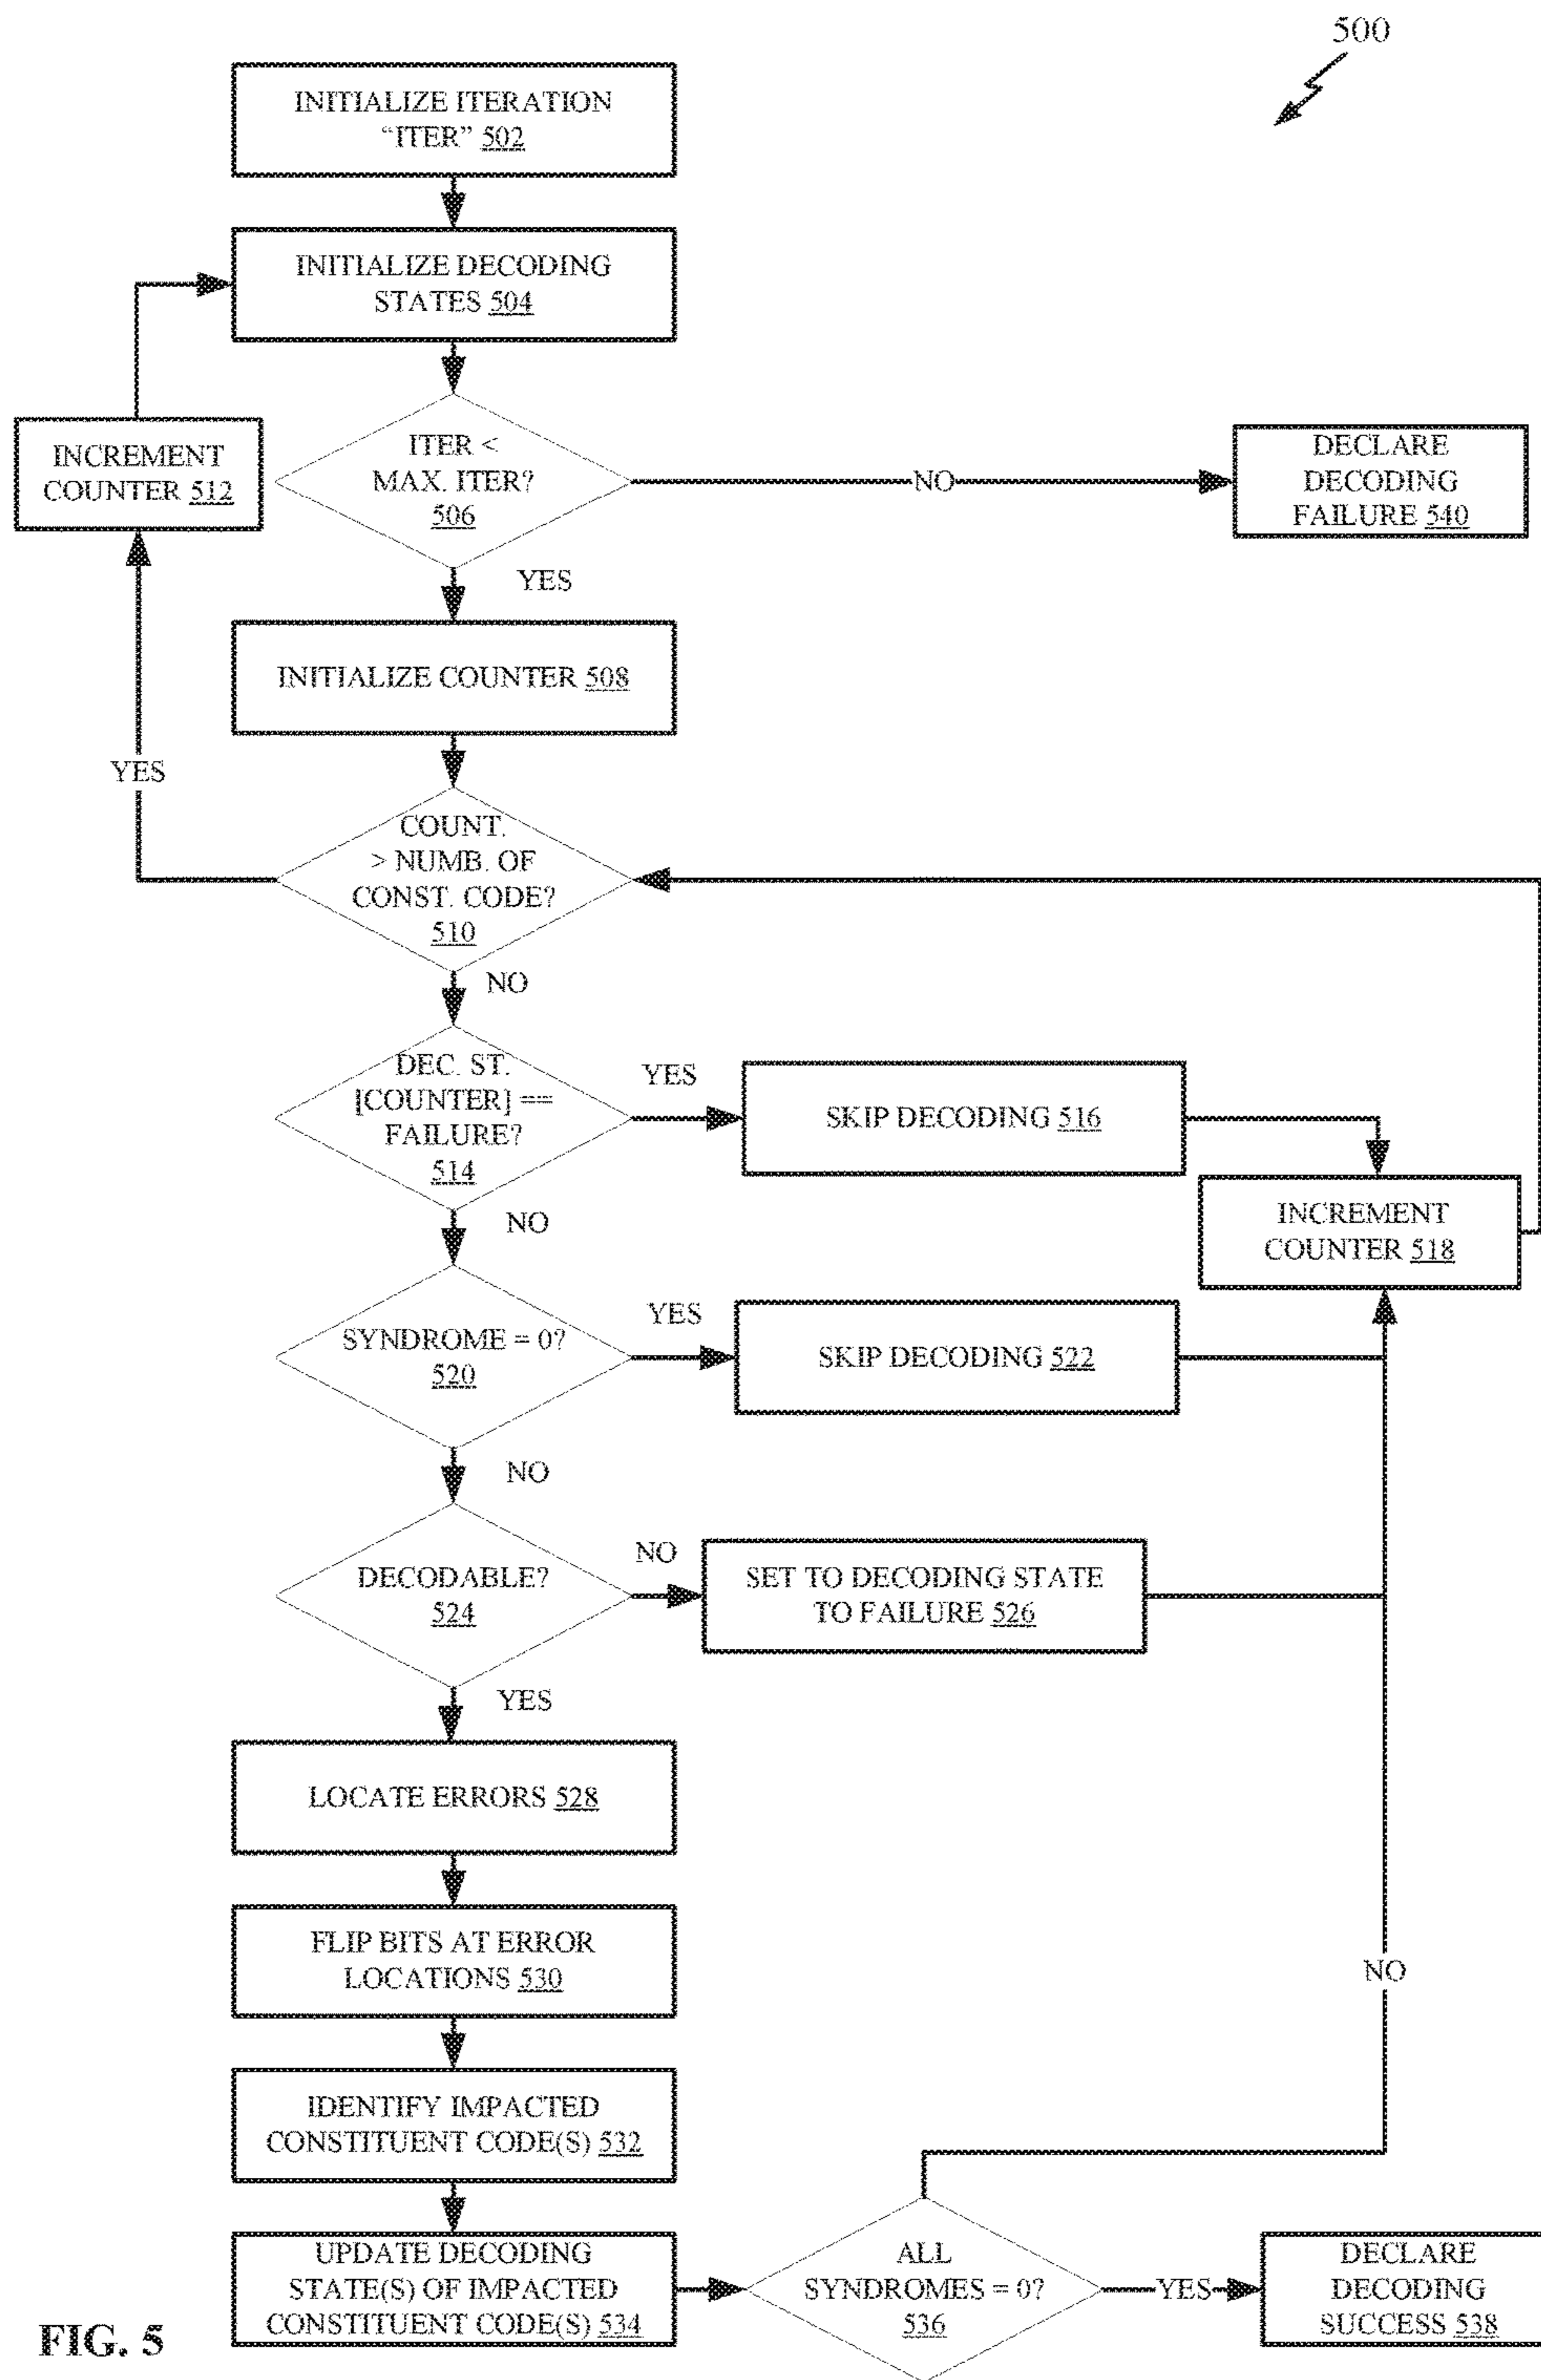 500
INITIALIZE ITERATION
“ITER” 502
INITIALIZE DECODING
STATES 504
INCREMENT
COUNTER 512
ITER <
MAX. ITER?
506
NO
DECLARE
DECODING
FAILURE 540
YES
INITIALIZE COUNTER 508
YES
COUNT.
> NUMB. OF
CONST. CODE?
510
NO
DEC. ST.
[COUNTER] ==
FAILURE?
514
YES
SKIP DECODING 516
INCREMENT
COUNTER 518
NO
SYNDROME = 0?
520
YES
SKIP DECODING 522
NO
DECODABLE?
524
NO
SET TO DECODING STATE
TO FAILURE 526
YES
LOCATE ERRORS 528
FLIP BITS AT ERROR
LOCATIONS 530
NO
IDENTIFY IMPACTED
CONSTITUENT CODE(S) 532
UPDATE DECODING
STATE(S) OF IMPACTED
CONSTITUENT CODE(S) 534
ALL
SYNDROMES = 0?
536
YES
DECLARE
DECODING
SUCCESS 538
FIG. 5